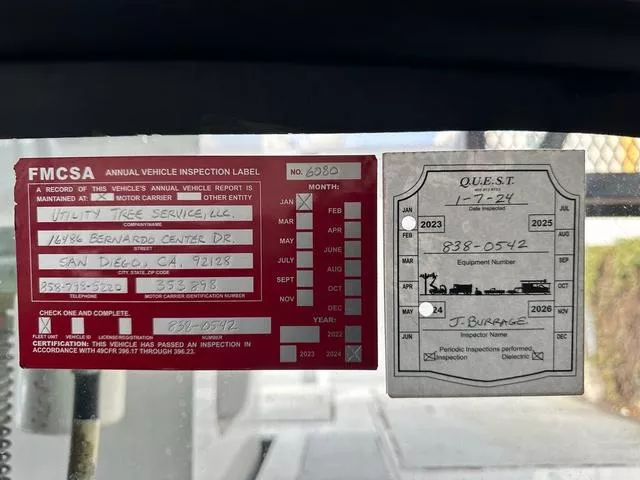 FMCSA ANNUAL VEHICLE INSPECTION LABEL NO. 6080
A RECORD OF THIS VEHICLE'S ANNUAL VEHICLE REPORT IS
MAINTAINED AT: X MOTOR CARRIER OTHER ENTITY
UTILITY TREE SERVICE, LLC.
COMPANY NAME
16486 BERNARDO CENTER DR.
STREET
SAN DIEGO, CA. 92128
CITY, STATE, ZIP CODE
858-798-5220 353898
TELEPHONE MOTOR CARRIER IDENTIFICATION NUMBER
CHECK ONE AND COMPLETE.
X 838-0542
FLEET UNIT VEHICLE ID LICENSE/REGISTRATION NUMBER
CERTIFICATION: THIS VEHICLE HAS PASSED AN INSPECTION IN
ACCORDANCE WITH 49CFR 396.17 THROUGH 396.23.
MONTH:
JAN X FEB
MAR APR
MAY JUNE
JULY AUG
SEPT OCT
NOV DEC
YEAR:
2022
2023 2024 X
Q.U.E.S.T.
1-7-24
Date Inspected
JAN 2023 2025 JUL
FEB AUG
838-0542
MAR Equipment Number SEP
APR OCT
24 2026 NOV
J. BURRAGE
JUN Inspector Name DEC
Periodic Inspections performed
X Inspection Dielectric X